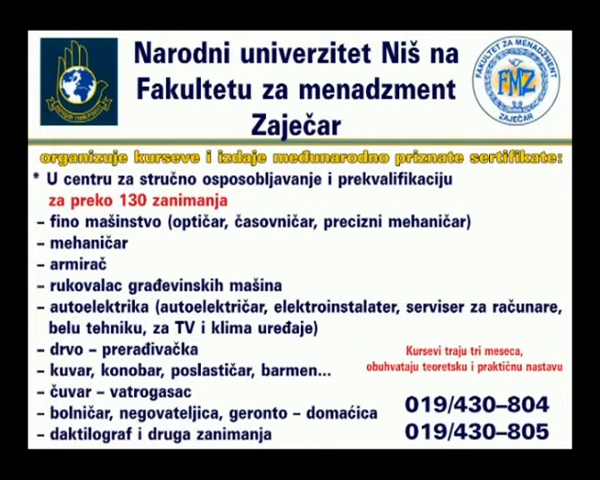 Narodni univerzitet Niš na
Fakultetu za menadzment
Zaječar
FAKULTET ZA MENADŽMENT
FMZ
ZAJEČAR
organizuje kurseve i izdaje međunarodno priznate sertifikate:
* U centru za stručno osposobljavanje i prekvalifikaciju
za preko 130 zanimanja
– fino mašinstvo (optičar, časovničar, precizni mehaničar)
– mehaničar
– armirač
– rukovalac građevinskih mašina
– autoelektrika (autoelektričar, elektroinstalater, serviser za računare,
belu tehniku, za TV i klima uređaje)
– drvo – prerađivačka
– kuvar, konobar, poslastičar, barmen...
– čuvar – vatrogasac
– bolničar, negovateljica, geronto – domaćica
– daktilograf i druga zanimanja
Kursevi traju tri meseca,
obuhvataju teoretsku i praktičnu nastavu
019/430–804
019/430–805